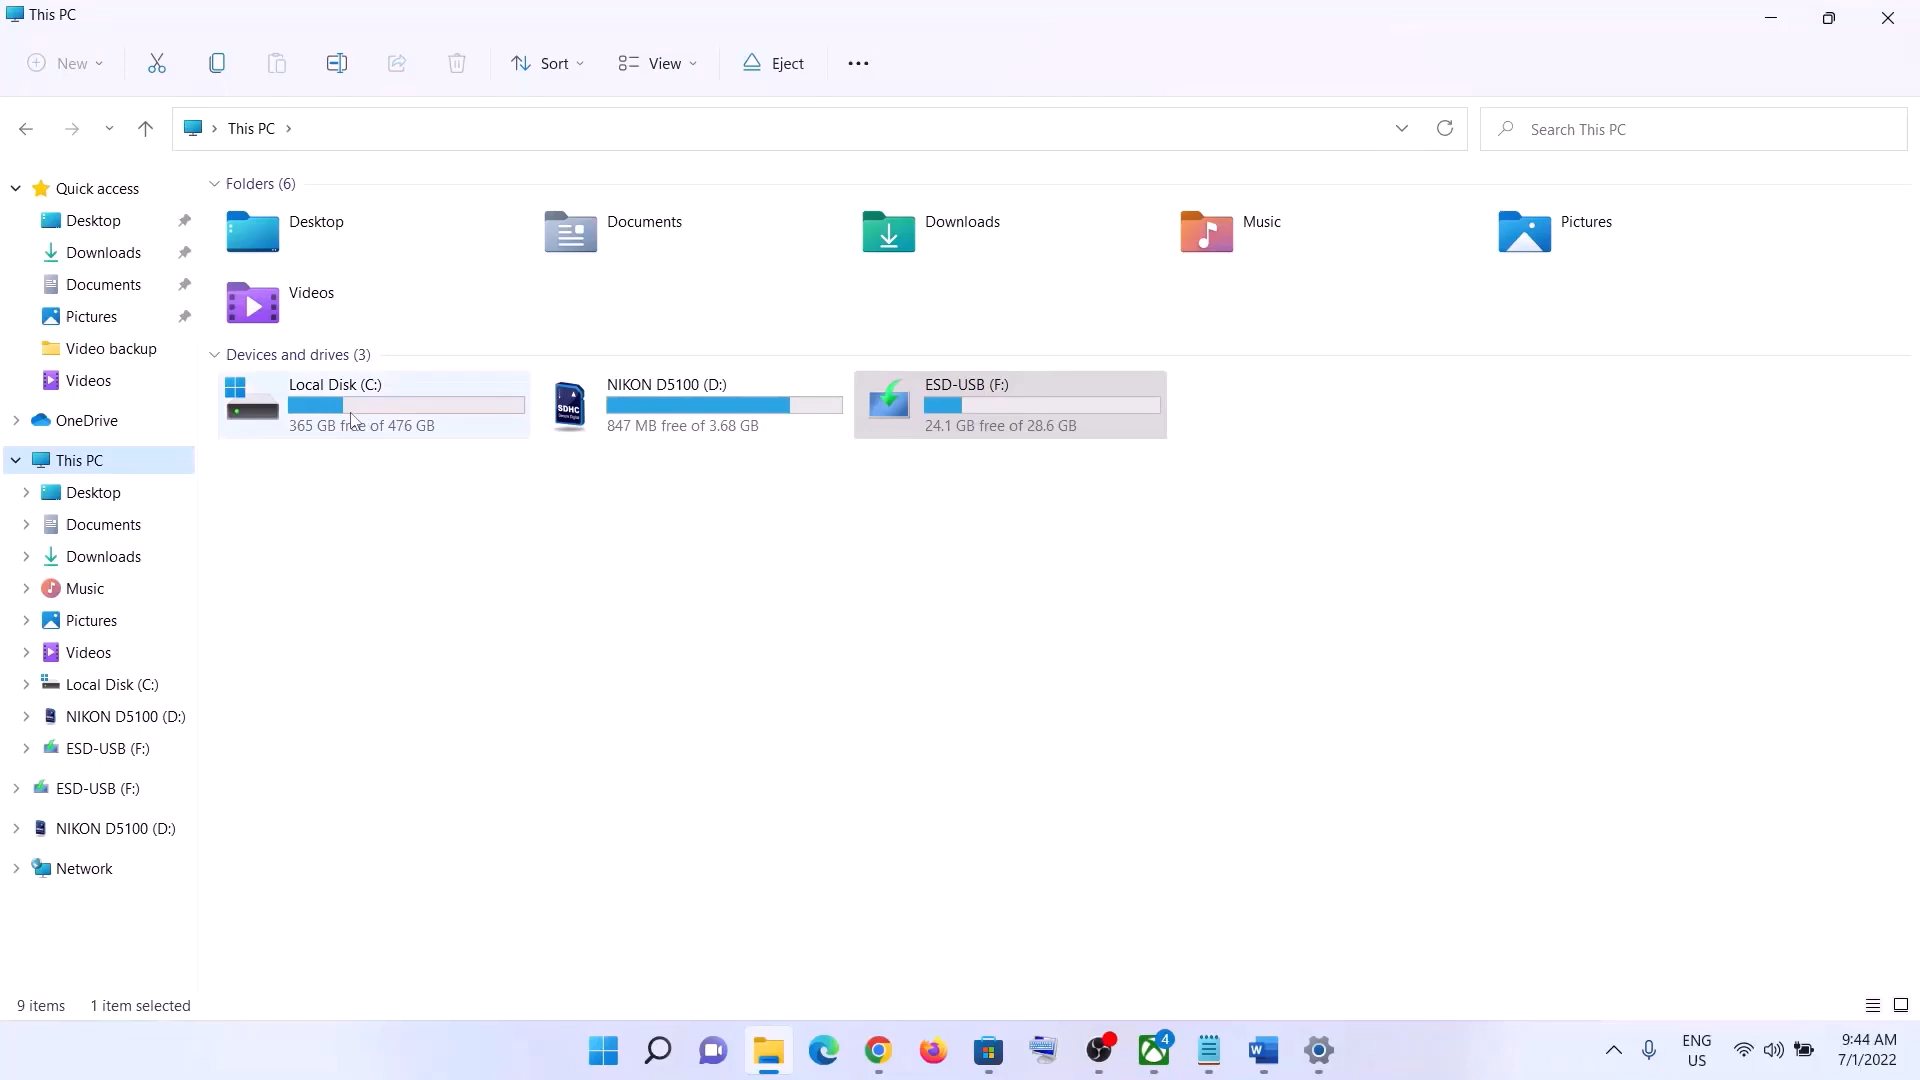 This PC
New
Sort
View
Eject
This PC
Search This PC
Quick access
Desktop
Downloads
Documents
Pictures
Video backup
Videos
OneDrive
This PC
Desktop
Documents
Downloads
Music
Pictures
Videos
Local Disk (C:)
NIKON D5100 (D:)
ESD-USB (F:)
ESD-USB (F:)
NIKON D5100 (D:)
Network
Folders (6)
Desktop
Documents
Downloads
Music
Pictures
Videos
Devices and drives (3)
Local Disk (C:)
365 GB free of 476 GB
SDHC
NIKON D5100 (D:)
847 MB free of 3.68 GB
ESD-USB (F:)
24.1 GB free of 28.6 GB
9 items 1 item selected
4
W
ENG
US
9:44 AM
7/1/2022